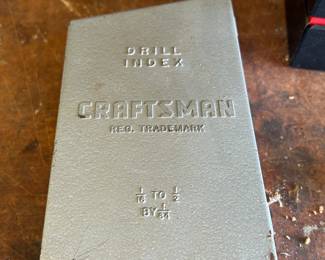 DRILL
INDEX
CRAFTSMAN
REG. TRADEMARK
1/16 TO 1/2
BY 1/64